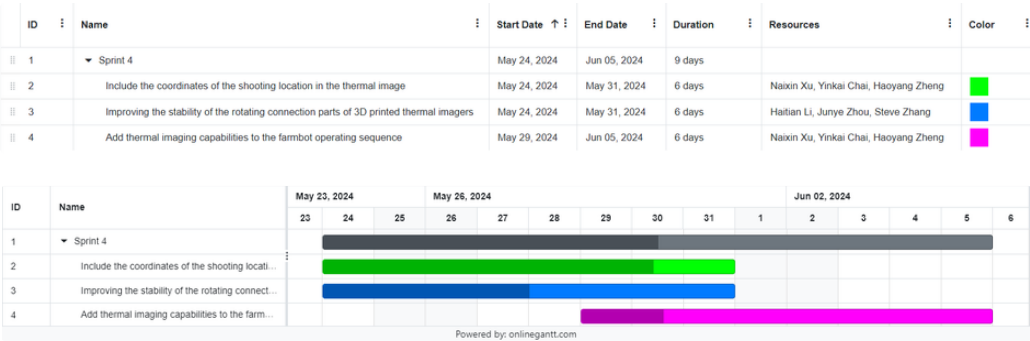 ID Name Start Date End Date Duration Resources Color
1 Sprint 4 May 24, 2024 Jun 05, 2024 9 days
2 Include the coordinates of the shooting location in the thermal image May 24, 2024 May 31, 2024 6 days Naixin Xu, Yinkai Chai, Haoyang Zheng
3 Improving the stability of the rotating connection parts of 3D printed thermal imagers May 24, 2024 May 31, 2024 6 days Haitian Li, Junye Zhou, Steve Zhang
4 Add thermal imaging capabilities to the farmbot operating sequence May 29, 2024 Jun 05, 2024 6 days Naixin Xu, Yinkai Chai, Haoyang Zheng
ID Name May 23, 2024 May 26, 2024 Jun 02, 2024
23 24 25 26 27 28 29 30 31 1 2 3 4 5 6
1 Sprint 4
2 Include the coordinates of the shooting locati...
3 Improving the stability of the rotating connect...
4 Add thermal imaging capabilities to the farm...
Powered by: onlinegantt.com